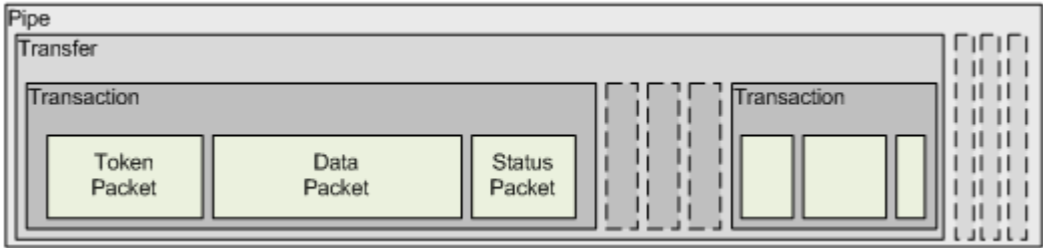 Pipe
Transfer
Transaction
Transaction
Token
Packet
Data
Packet
Status
Packet